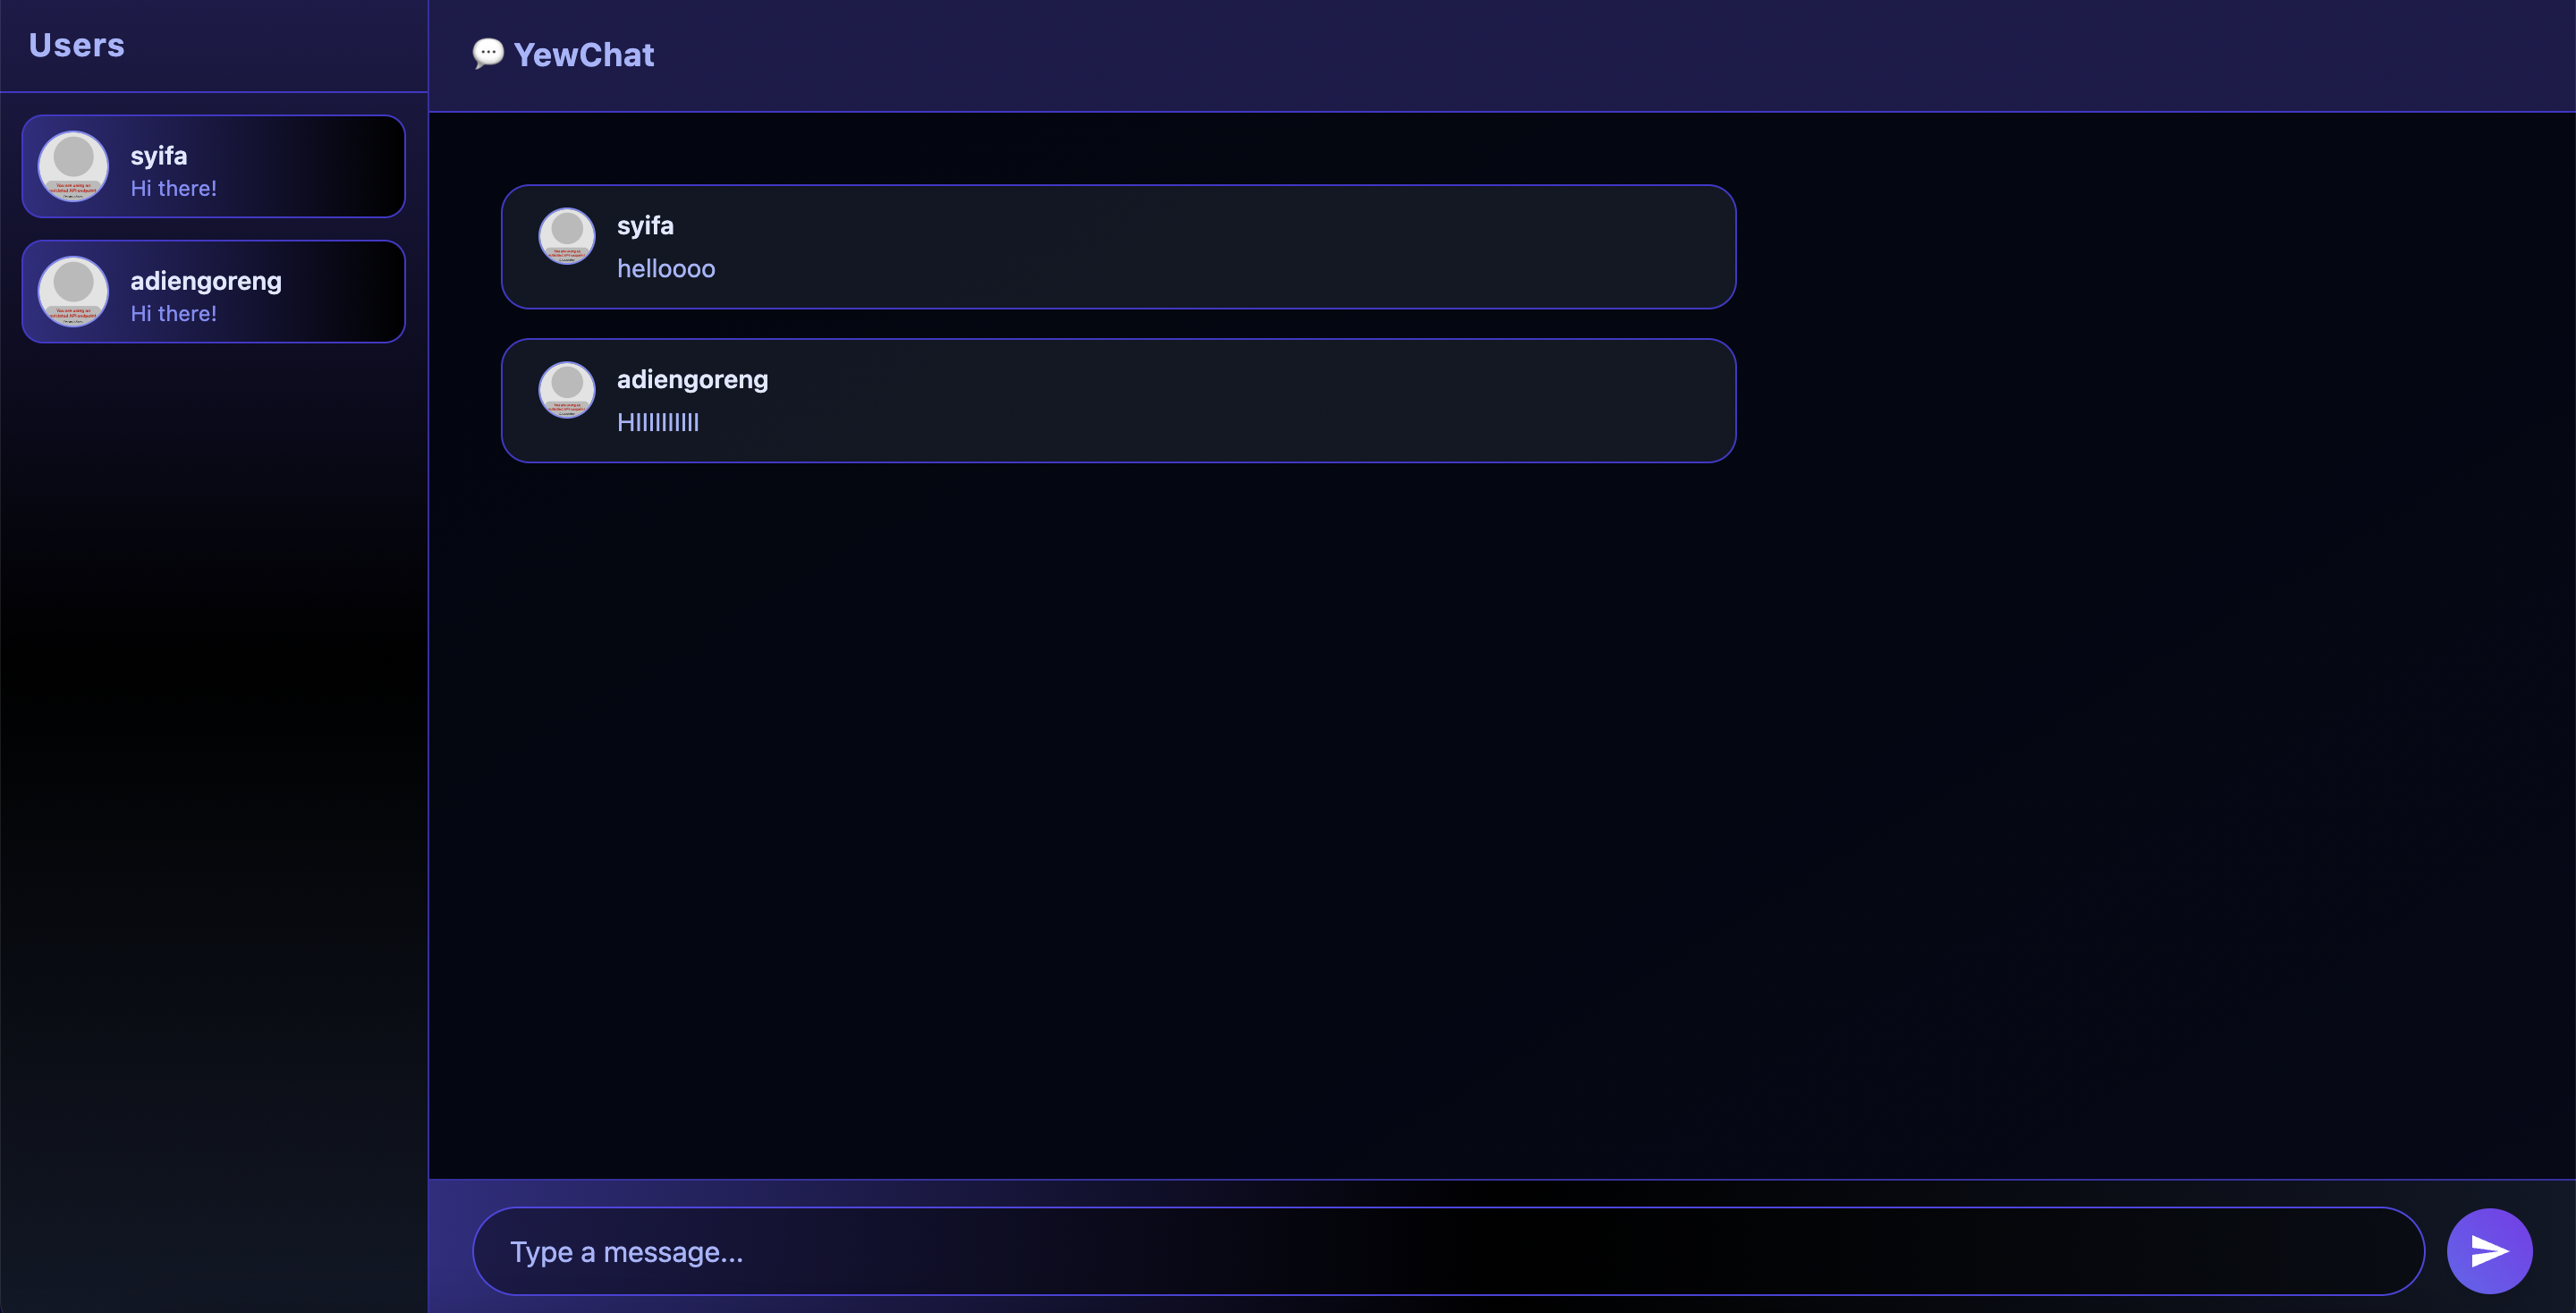 Users
syifa
Hi there!
adiengoreng
Hi there!
💬 YewChat
syifa
helloooo
adiengoreng
HIIIIIIIIII
Type a message...